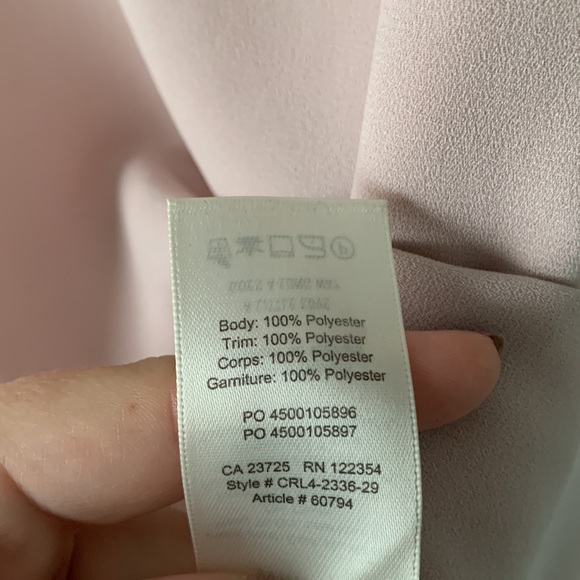 Body: 100% Polyester
Trim: 100% Polyester
Corps: 100% Polyester
Garniture: 100% Polyester
PO 4500105896
PO 4500105897
CA 23725 RN 122354
Style # CRL4-2336-29
Article # 60794